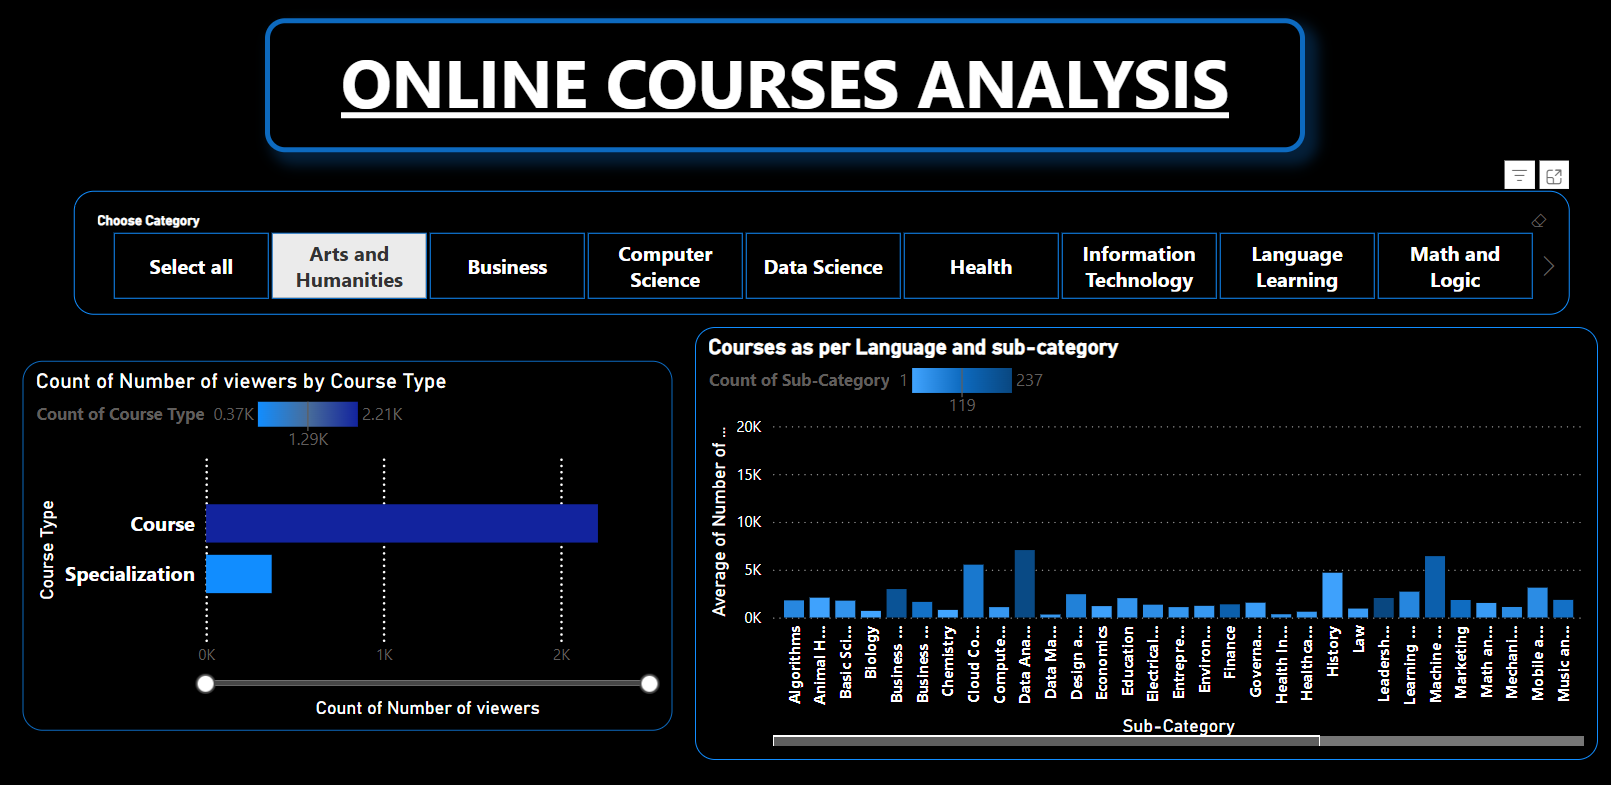 ONLINE COURSES ANALYSIS
Choose Category
Select all
Arts and
Humanities
Business
Computer
Science
Data Science
Health
Information
Technology
Language
Learning
Math and
Logic
Count of Number of viewers by Course Type
Count of Course Type 0.37K 2.21K
1.29K
Course Type
Course
Specialization
0K 1K 2K
Count of Number of viewers
Courses as per Language and sub-category
Count of Sub-Category 1 237
119
Average of Number of ...
20K
15K
10K
5K
0K
Algorithms
Animal H...
Basic Sci...
Biology
Business ...
Business ...
Chemistry
Cloud Co...
Compute...
Data Ana...
Data Ma...
Design a...
Economics
Education
Electrical...
Entrepre...
Environ...
Finance
Governa...
Health In...
Healthca...
History
Law
Leadersh...
Learning ...
Machine ...
Marketing
Math an...
Mechani...
Mobile a...
Music an...
Sub-Category